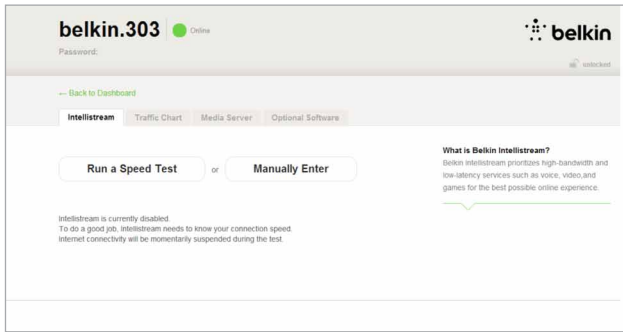 belkin.303
Online
belkin
Password:
unlocked
← Back to Dashboard
Intellistream
Traffic Chart
Media Server
Optional Software
Run a Speed Test
or
Manually Enter
What is Belkin Intellistream?
Belkin intellistream prioritizes high-bandwidth and
low-latency services such as voice, video,and
games for the best possible online experience.
Intellistream is currently disabled.
To do a good job, Intellistream needs to know your connection speed.
Internet connectivity will be momentarily suspended during the test.